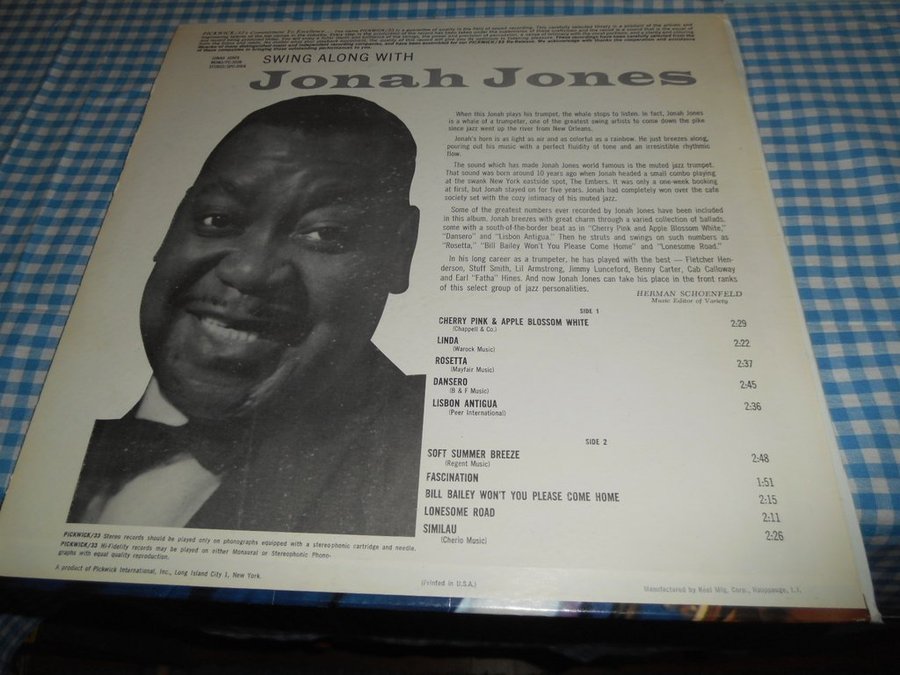 PICKWICK/33's Commitment To Excellence
SWING ALONG WITH
Jonah Jones
When this Jonah plays his trumpet, the whale stops to listen. In fact, Jonah Jones
is a whale of a trumpeter, one of the greatest swing artists to come down the pike
since jazz went up the river from New Orleans.
Jonah's horn is as light as air and as colorful as a rainbow. He just breezes along,
pouring out his music with a perfect fluidity of tone and an irresistible rhythmic
flow.
The sound which has made Jonah Jones world famous is the muted jazz trumpet.
That sound was born around 10 years ago when Jonah headed a small combo playing
at the swank New York eastside spot, The Embers. It was only a one-week booking
at first, but Jonah stayed on for five years. Jonah had completely won over the cafe
society set with the cozy intimacy of his muted jazz.
Some of the greatest numbers ever recorded by Jonah Jones have been included
in this album. Jonah breezes with great charm through a varied collection of ballads,
some with a south-of-the-border beat as in "Cherry Pink and Apple Blossom White,"
"Dansero" and "Lisbon Antigua." Then he struts and swings on such numbers as
"Rosetta," "Bill Bailey Won't You Please Come Home" and "Lonesome Road."
In his long career as a trumpeter, he has played with the best — Fletcher Hen-
derson, Stuff Smith, Lil Armstrong, Jimmy Lunceford, Benny Carter, Cab Calloway
and Earl "Fatha" Hines. And now Jonah Jones can take his place in the front ranks
of this select group of jazz personalities.
HERMAN SCHOENFELD
Music Editor of Variety
SIDE 1
CHERRY PINK & APPLE BLOSSOM WHITE 2:29
(Chappell & Co.)
LINDA 2:22
(Warock Music)
ROSETTA 2:37
(Mayfair Music)
DANSERO 2:45
(B & F Music)
LISBON ANTIGUA 2:36
(Peer International)
SIDE 2
SOFT SUMMER BREEZE 2:48
(Regent Music)
FASCINATION 1:51
BILL BAILEY WON'T YOU PLEASE COME HOME 2:15
LONESOME ROAD 2:11
SIMILAU 2:26
(Cherio Music)
PICKWICK/33 Stereo records should be played only on phonographs equipped with a stereophonic cartridge and needle.
PICKWICK/33 Hi-Fidelity records may be played on either Monaural or Stereophonic Phono-
graphs with equal quality reproduction.
A product of Pickwick International, Inc., Long Island City 1, New York.
(Printed in U.S.A.)
Manufactured by Keel Mfg. Corp., Hauppauge, L.I.